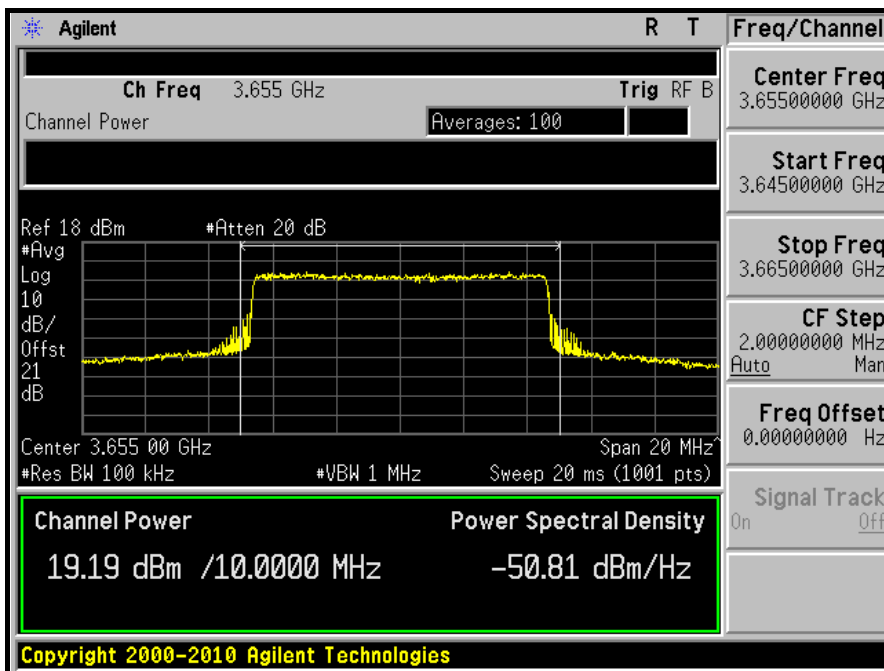 Agilent
R T
Freq/Channel
Ch Freq 3.655 GHz
Trig RF B
Channel Power
Averages: 100
Center Freq
3.65500000 GHz
Start Freq
3.64500000 GHz
Stop Freq
3.66500000 GHz
CF Step
2.00000000 MHz
Auto Man
Freq Offset
0.00000000 Hz
Signal Track
On Off
Ref 18 dBm
#Atten 20 dB
#Avg
Log
10
dB/
Offst
21
dB
Center 3.655 00 GHz
Span 20 MHz^
#Res BW 100 kHz
#VBW 1 MHz
Sweep 20 ms (1001 pts)
Channel Power
Power Spectral Density
19.19 dBm /10.0000 MHz
-50.81 dBm/Hz
Copyright 2000-2010 Agilent Technologies